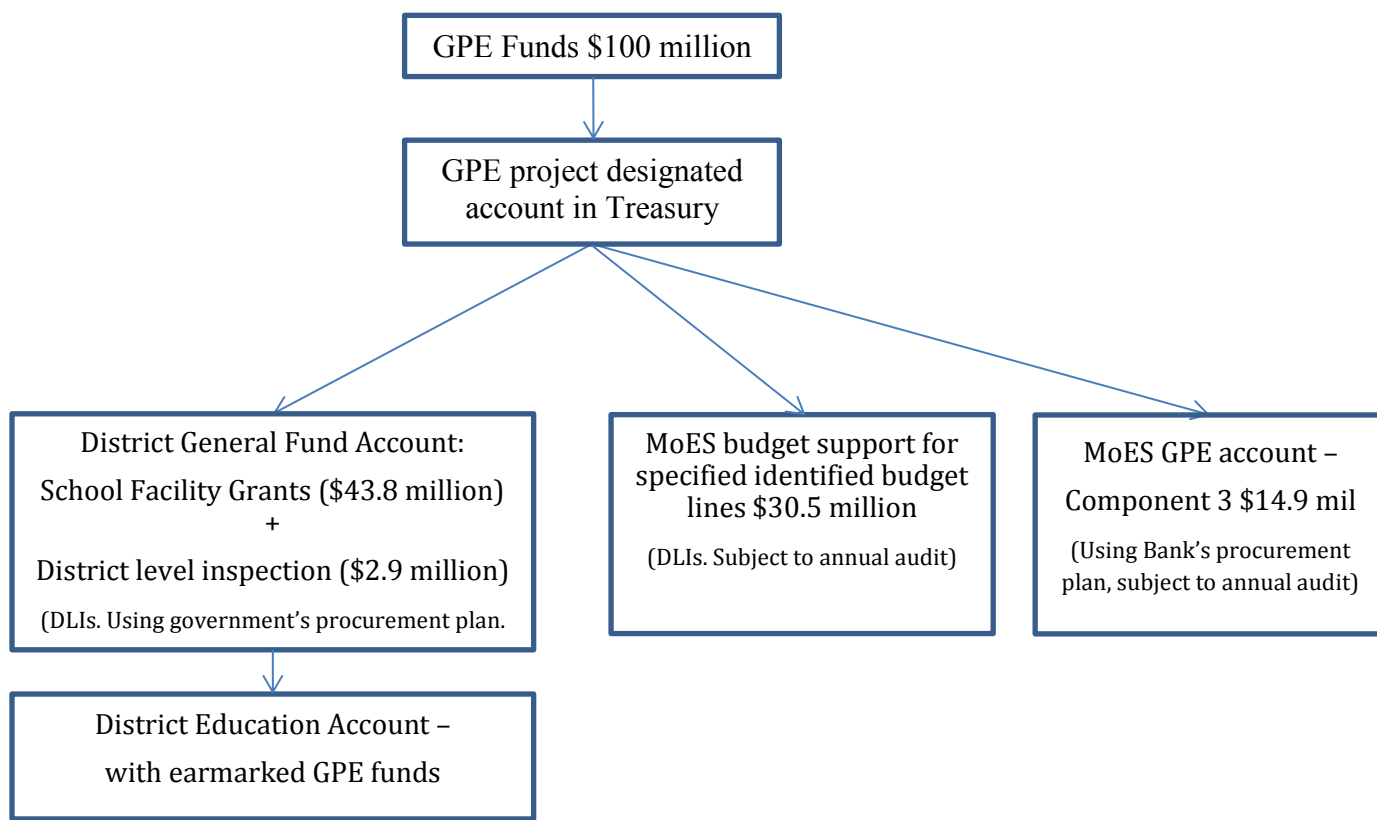 GPE Funds $100 million
GPE project designated
account in Treasury
District General Fund Account:
School Facility Grants ($43.8 million)
+
District level inspection ($2.9 million)
(DLIs. Using government’s procurement plan.
MoES budget support for
specified identified budget
lines $30.5 million
(DLIs. Subject to annual audit)
MoES GPE account –
Component 3 $14.9 mil
(Using Bank’s procurement
plan, subject to annual audit)
District Education Account –
with earmarked GPE funds